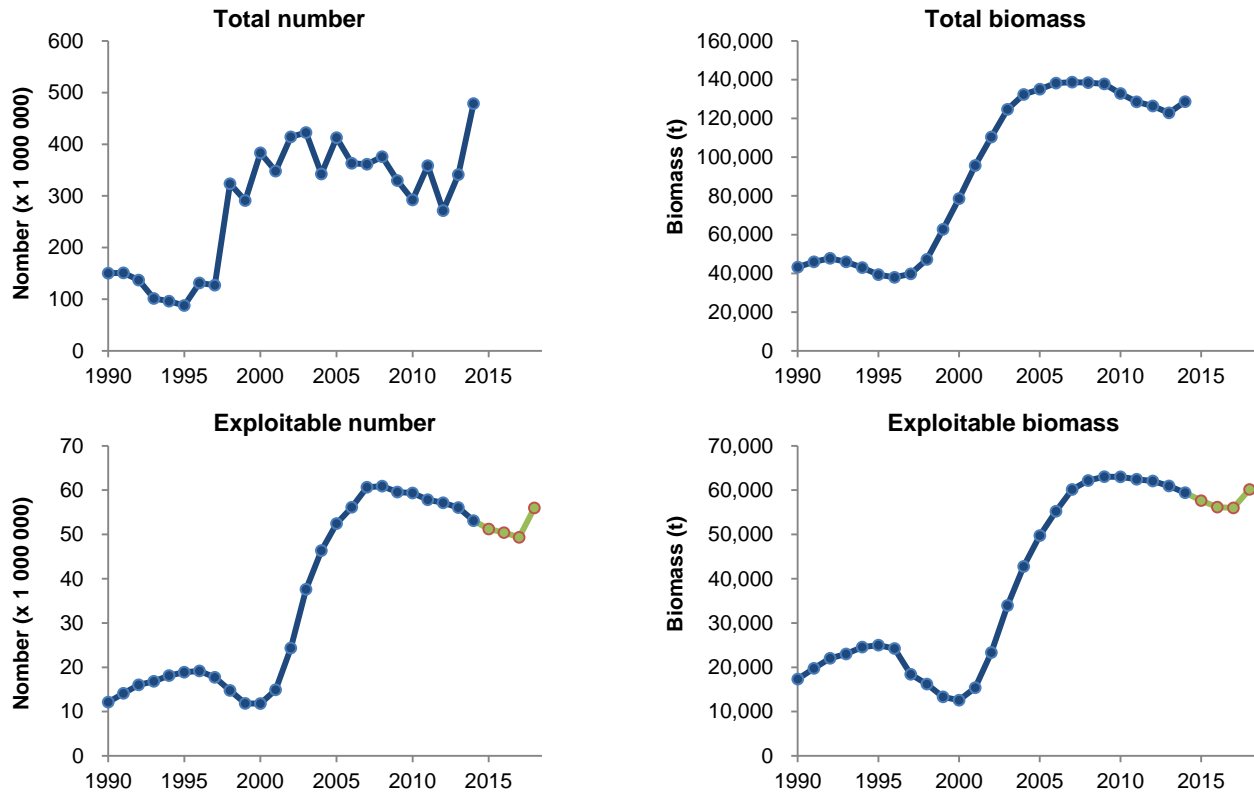 Total number
Nomber (x 1 000 000)
600
500
400
300
200
100
0
1990 1995 2000 2005 2010 2015
Total biomass
Biomass (t)
160,000
140,000
120,000
100,000
80,000
60,000
40,000
20,000
0
1990 1995 2000 2005 2010 2015
Exploitable number
Nomber (x 1 000 000)
70
60
50
40
30
20
10
0
1990 1995 2000 2005 2010 2015
Exploitable biomass
Biomass (t)
70,000
60,000
50,000
40,000
30,000
20,000
10,000
0
1990 1995 2000 2005 2010 2015